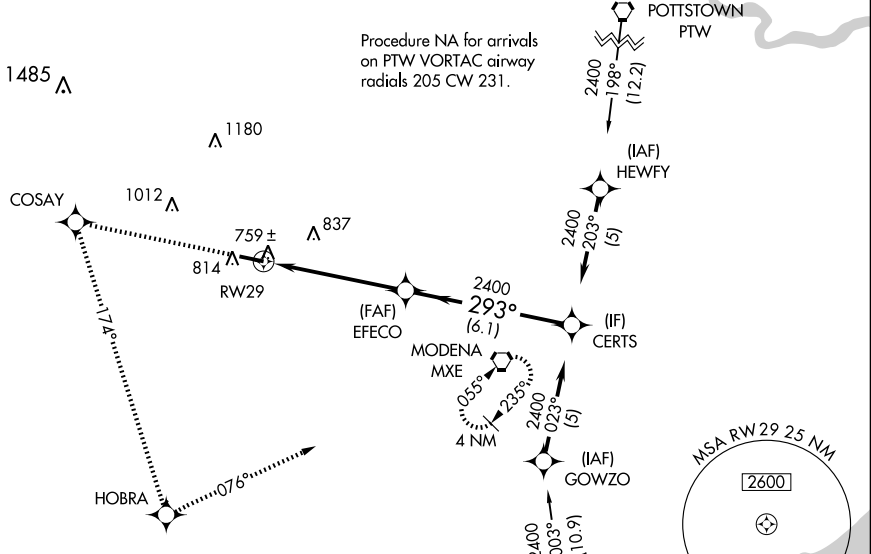 POTTSTOWN
PTW
Procedure NA for arrivals
on PTW VORTAC airway
radials 205 CW 231.
2400
198°
(12.2)
1485
1180
(IAF)
HEWFY
COSAY
1012
759 ±
837
2400
203°
(5)
814
RW29
2400
293°
(6.1)
(FAF)
EFECO
(IF)
CERTS
174°
MODENA
MXE
055°
235°
4 NM
2400
023°
(5)
(IAF)
GOWZO
MSA RW29 25 NM
2600
HOBRA
076°
2400
003°
10.9)